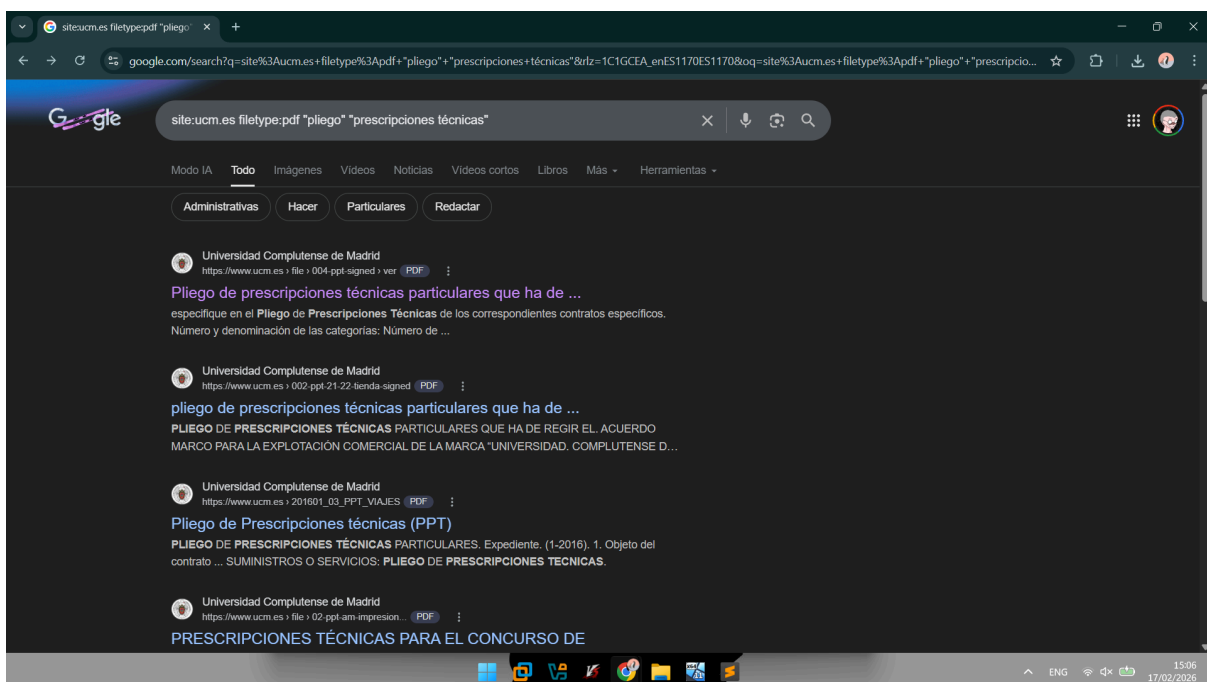 site:ucm.es filetype:pdf "pliego"
google.com/search?q=site%3Aucm.es+filetype%3Apdf+"pliego"+"prescripciones+técnicas"&rlz=1C1GCEA_enES1170ES1170&oq=site%3Aucm.es+filetype%3Apdf+"pliego"+"prescripcio...
Google
site:ucm.es filetype:pdf "pliego" "prescripciones técnicas"
Modo IA Todo Imágenes Vídeos Noticias Vídeos cortos Libros Más Herramientas
Administrativas Hacer Particulares Redactar
Universidad Complutense de Madrid
https://www.ucm.es › file › 004-ppt-signed › ver PDF
Pliego de prescripciones técnicas particulares que ha de ...
especifique en el Pliego de Prescripciones Técnicas de los correspondientes contratos específicos.
Número y denominación de las categorías: Número de ...
Universidad Complutense de Madrid
https://www.ucm.es › 002-ppt-21-22-tienda-signed PDF
pliego de prescripciones técnicas particulares que ha de ...
PLIEGO DE PRESCRIPCIONES TÉCNICAS PARTICULARES QUE HA DE REGIR EL. ACUERDO
MARCO PARA LA EXPLOTACIÓN COMERCIAL DE LA MARCA "UNIVERSIDAD. COMPLUTENSE D...
Universidad Complutense de Madrid
https://www.ucm.es › 201601_03_PPT_VIAJES PDF
Pliego de Prescripciones técnicas (PPT)
PLIEGO DE PRESCRIPCIONES TÉCNICAS PARTICULARES. Expediente. (1-2016). 1. Objeto del
contrato ... SUMINISTROS O SERVICIOS: PLIEGO DE PRESCRIPCIONES TECNICAS.
Universidad Complutense de Madrid
https://www.ucm.es › file › 02-ppt-am-impresion... PDF
PRESCRIPCIONES TÉCNICAS PARA EL CONCURSO DE
ENG
15:06
17/02/2026